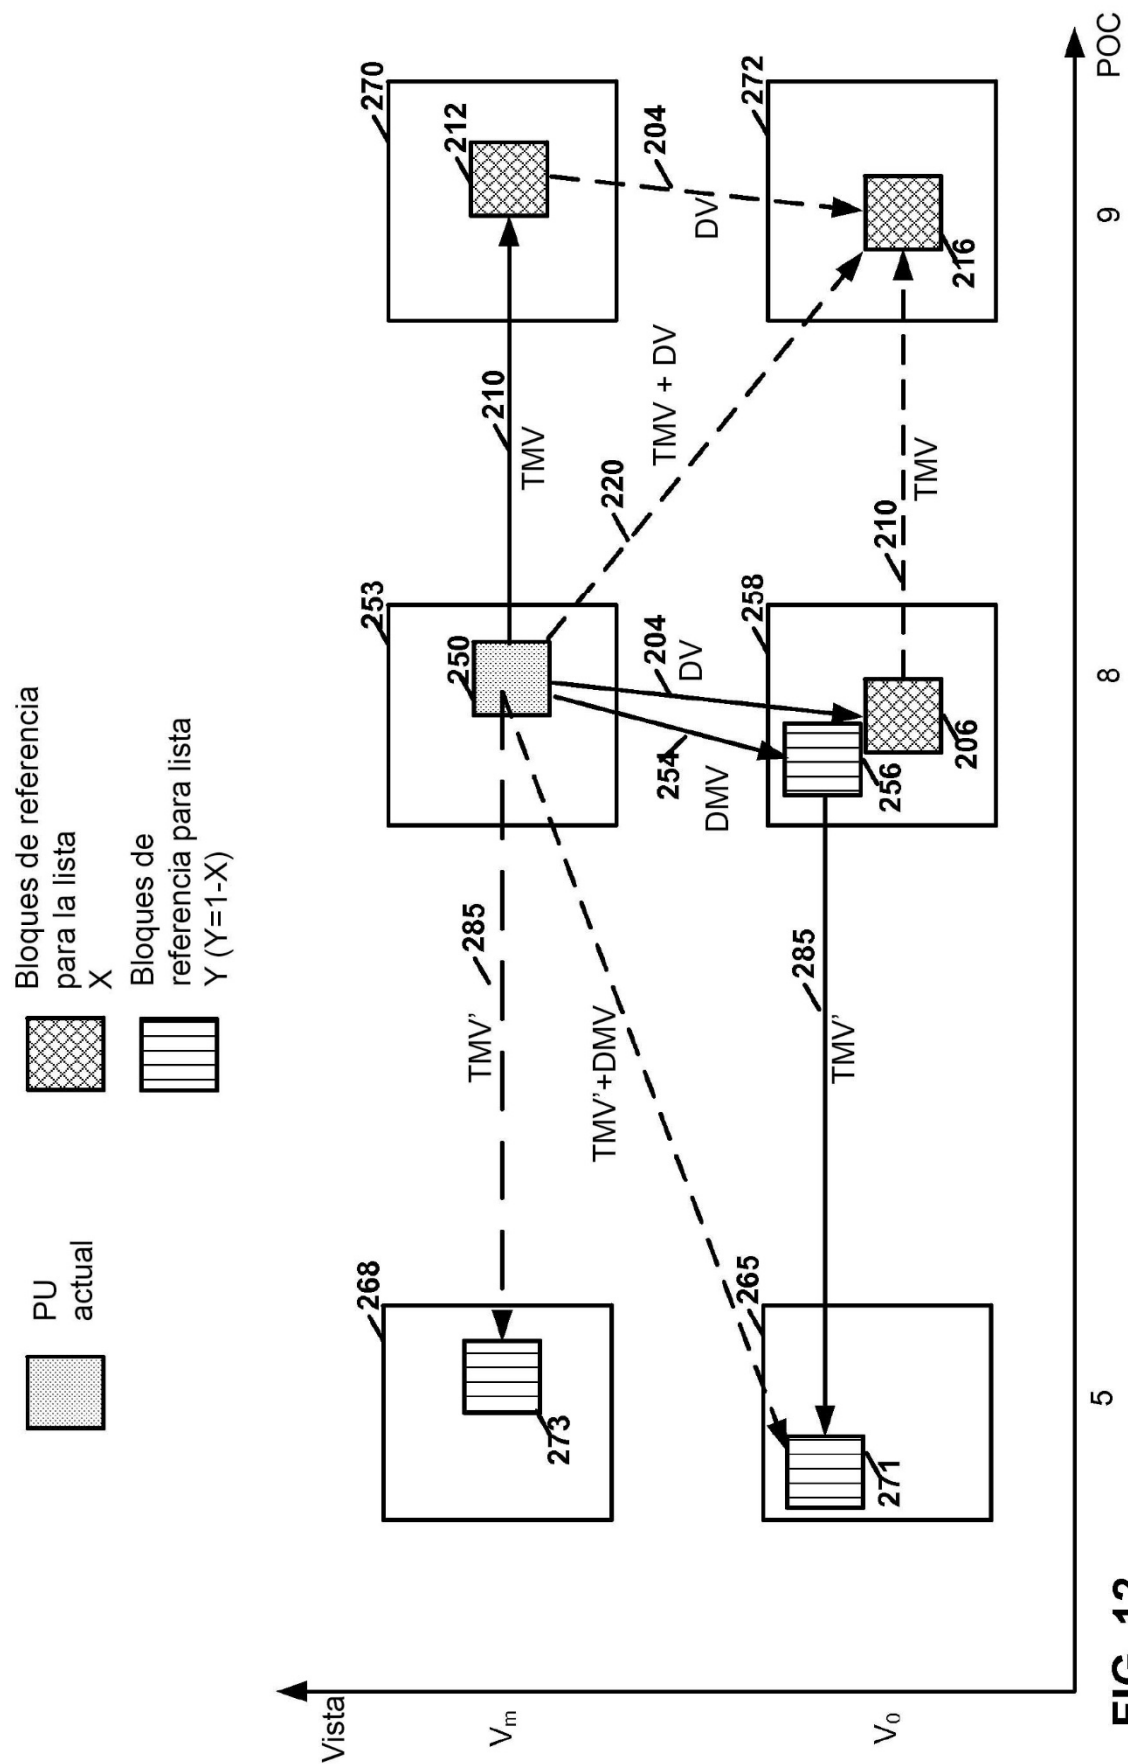 PU
actual
Bloques de referencia
para la lista
X
Bloques de
referencia para lista
Y (Y=1-X)
Vista
Vm
V0
268
273
TMV'
285
253
250
210
TMV
270
212
204
DV
TMV'+DMV
220
TMV + DV
254
DMV
204
DV
265
271
285
TMV'
258
256
206
210
TMV
272
216
5
8
9
POC